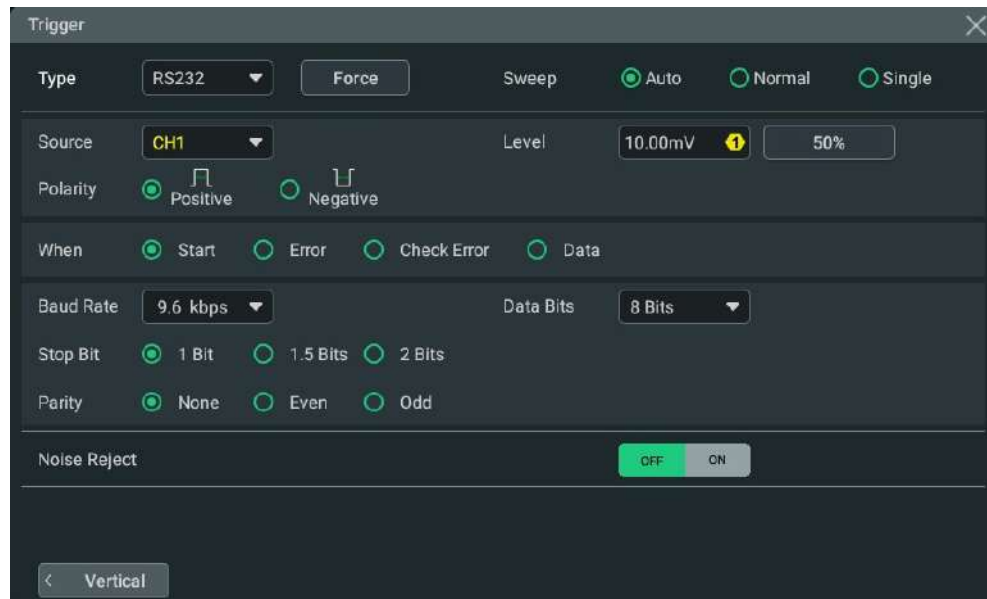 Trigger
Type RS232 Force Sweep Auto Normal Single
Source CH1 Level 10.00mV 1 50%
Polarity Positive Negative
When Start Error Check Error Data
Baud Rate 9.6 kbps Data Bits 8 Bits
Stop Bit 1 Bit 1.5 Bits 2 Bits
Parity None Even Odd
Noise Reject OFF ON
Vertical